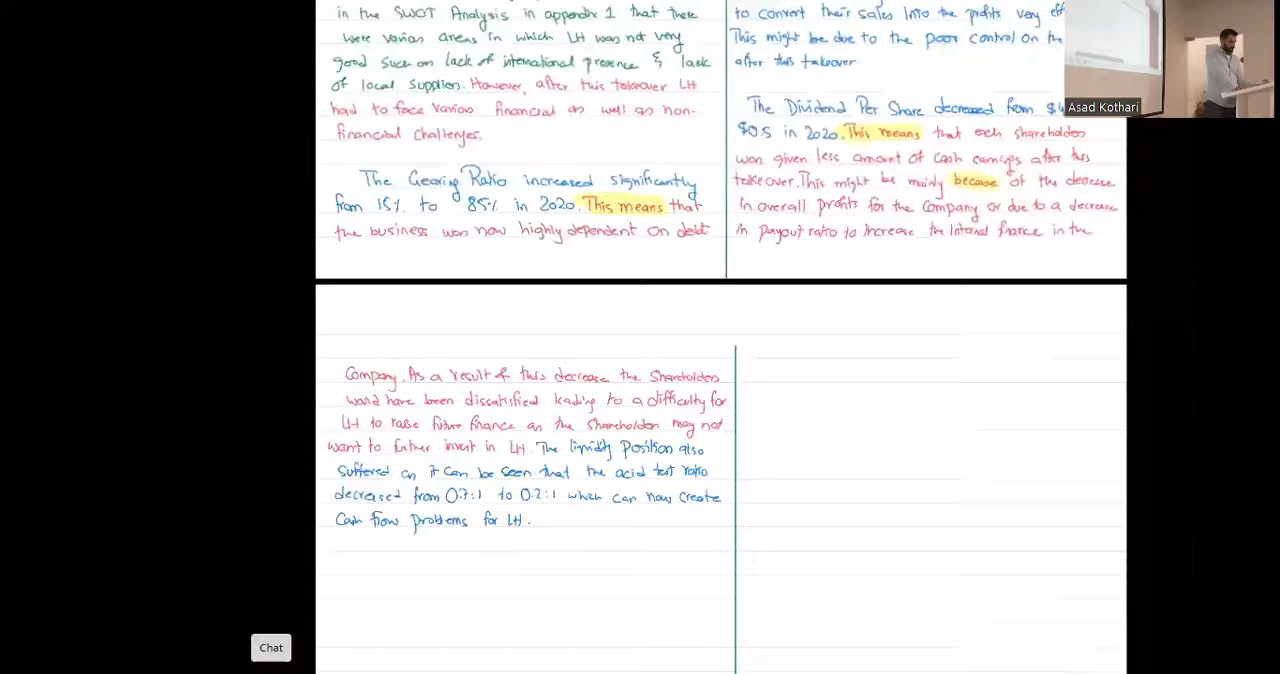 in the SWOT Analysis in appendix 1 that there
were various areas in which LH was not very
good such as lack of international presence & lack
of local suppliers. However, after this takeover LH
had to face various financial as well as non-
financial challenges.
The Gearing Ratio increased significantly
from 15% to 85% in 2020. This means that
the business was now highly dependent on debt
to convert their sales into the profits very
This might be due to the poor control on the
after this takeover
The Dividend Per Share decreased from
$0.5 in 2020. This means that each shareholder
was given less amount of cash earnings after this
takeover. This might be mainly because of the decrease
in overall profits for the company or due to a decrease
in payout ratio to increase the internal finance in the
Company. As a result of this decrease the shareholders
would have been dissatisfied leading to a difficulty for
LH to raise future finance as the shareholders may not
want to further invest in LH. The liquidity position also
suffered as it can be seen that the acid test ratio
decreased from 0.7:1 to 0.2:1 which can now create
Cash flow problems for LH.
Asad Kothari
Chat